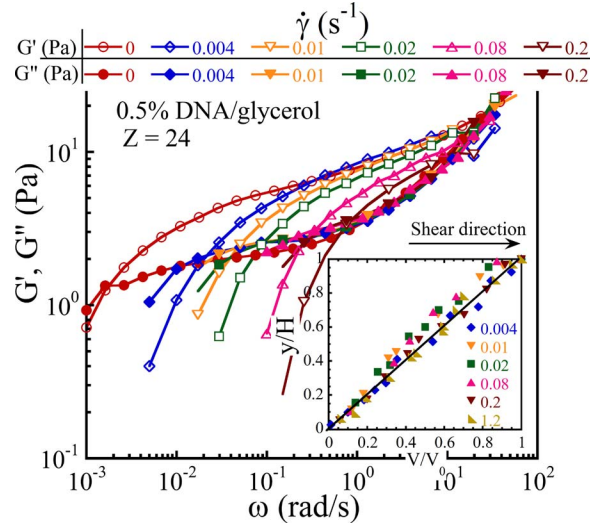 γ̇ (s⁻¹)
G' (Pa) 0 0.004 0.01 0.02 0.08 0.2
G'' (Pa) 0 0.004 0.01 0.02 0.08 0.2
0.5% DNA/glycerol
Z = 24
10¹
10⁰
10⁻¹
G', G'' (Pa)
10⁻³ 10⁻² 10⁻¹ 10⁰ 10¹ 10²
ω (rad/s)
Shear direction
1
0.8
0.6
0.4
0.2
0
y/H
0.004
0.01
0.02
0.08
0.2
1.2
0 0.2 0.4 0.6 0.8 1
V/V₀